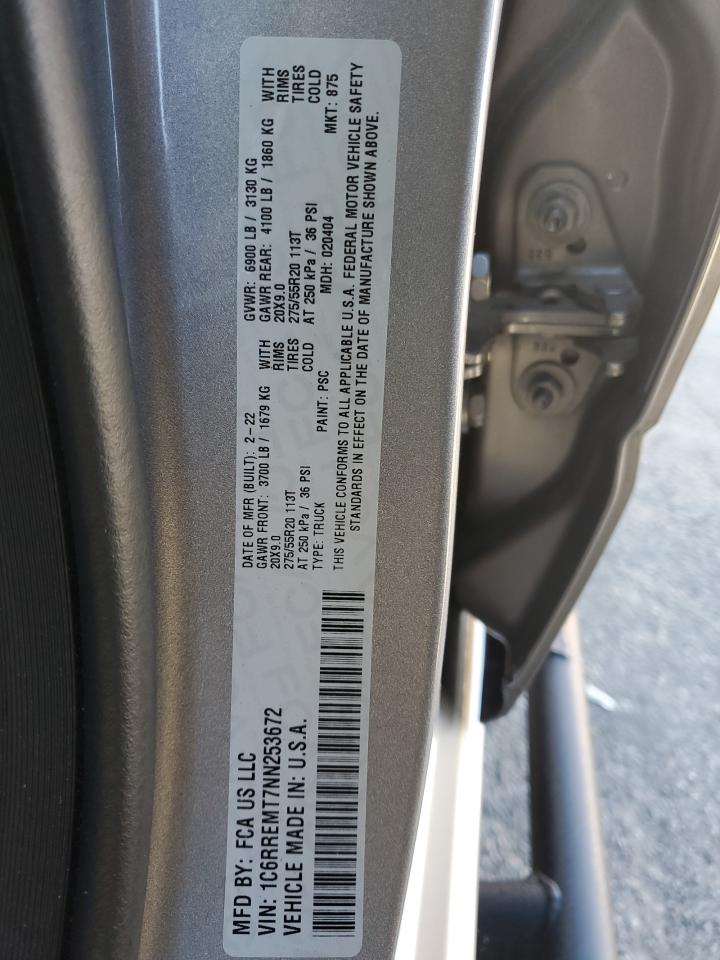 MFD BY: FCA US LLC
VIN: 1C6RREMT7NN253672
VEHICLE MADE IN: U.S.A.
DATE OF MFR (BUILT): 2-22 GVWR: 6900 LB / 3130 KG
GAWR FRONT: 3700 LB / 1679 KG WITH GAWR REAR: 4100 LB / 1860 KG WITH
20X9.0 RIMS 20X9.0 RIMS
275/55R20 113T TIRES 275/55R20 113T TIRES
AT 250 kPa / 36 PSI COLD AT 250 kPa / 36 PSI COLD
TYPE: TRUCK PAINT: PSC MDH: 020404 MKT: 875
THIS VEHICLE CONFORMS TO ALL APPLICABLE U.S.A. FEDERAL MOTOR VEHICLE SAFETY
STANDARDS IN EFFECT ON THE DATE OF MANUFACTURE SHOWN ABOVE.